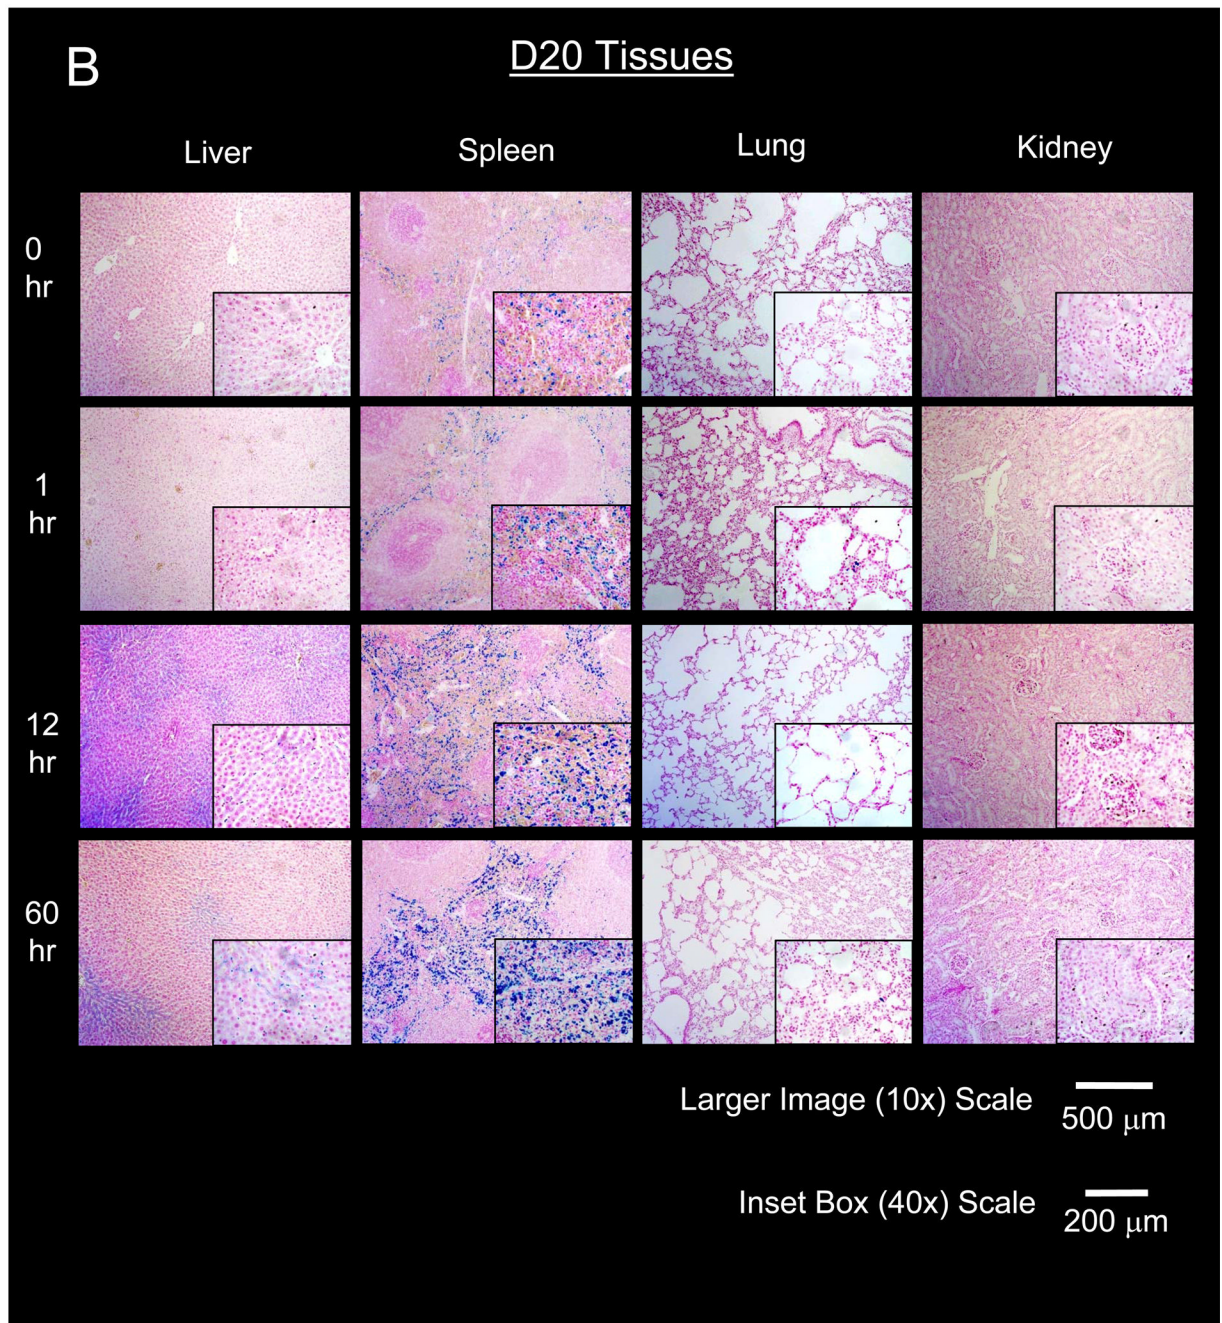 B
D20 Tissues
Liver Spleen Lung Kidney
0
hr
1
hr
12
hr
60
hr
Larger Image (10x) Scale
500 μm
Inset Box (40x) Scale
200 μm